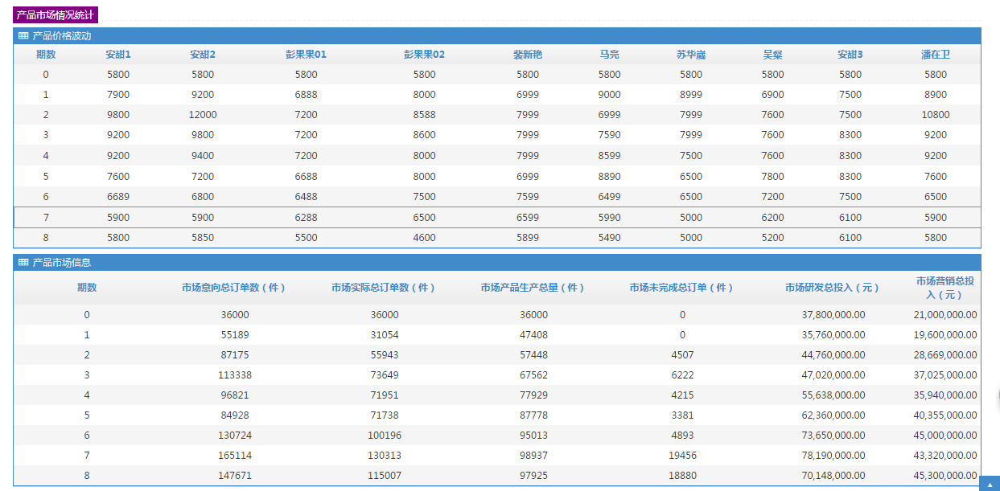 产品市场情况统计
产品价格波动
期数 安甜1 安甜2 彭果果01 彭果果02 裴新艳 马亮 苏华崴 吴粲 安甜3 潘在卫
0 5800 5800 5800 5800 5800 5800 5800 5800 5800 5800
1 7900 9200 6888 8000 6999 9000 8999 6900 7500 8900
2 9800 12000 7200 8588 7999 6999 7999 7600 7500 10800
3 9200 9800 7200 8600 7999 7590 7999 7600 8300 9200
4 9200 9400 7200 8000 7999 8599 7500 7600 8300 9200
5 7600 7200 6688 8000 6999 8890 6500 7800 8300 7600
6 6689 6800 6488 7500 7599 6499 6500 7200 7500 6500
7 5900 5900 6288 6500 6599 5990 5000 6200 6100 5900
8 5800 5850 5500 4600 5899 5490 5000 5200 6100 5800
产品市场信息
期数 市场意向总订单数（件） 市场实际总订单数（件） 市场产品生产总量（件） 市场未完成总订单（件） 市场研发总投入（元） 市场营销总投
入（元）
0 36000 36000 36000 0 37,800,000.00 21,000,000.00
1 55189 31054 47408 0 35,760,000.00 19,600,000.00
2 87175 55943 57448 4507 44,760,000.00 28,669,000.00
3 113338 73649 67562 6222 47,020,000.00 37,025,000.00
4 96821 71951 77929 4215 55,638,000.00 35,940,000.00
5 84928 71738 87778 3381 62,360,000.00 40,355,000.00
6 130724 100196 95013 4893 73,650,000.00 45,000,000.00
7 165114 130313 98937 19456 78,190,000.00 43,320,000.00
8 147671 115007 97925 18880 70,148,000.00 45,300,000.00